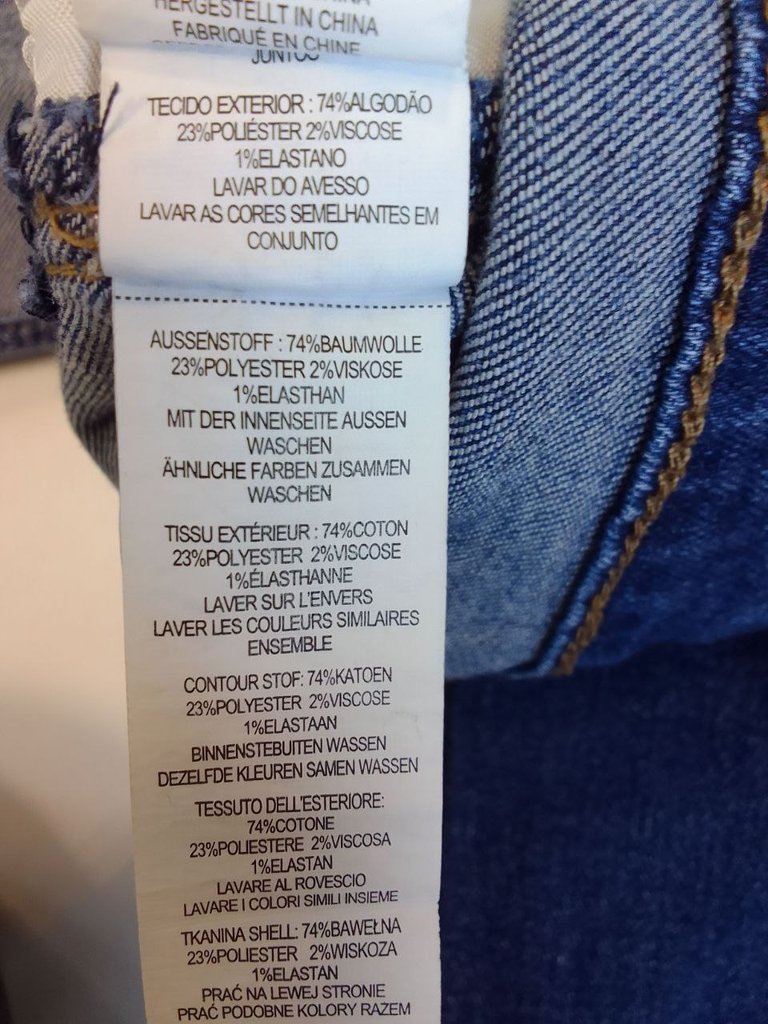 HERGESTELLT IN CHINA
FABRIQUÉ EN CHINE
JUNTOS
TECIDO EXTERIOR : 74%ALGODÃO
23%POLIÉSTER 2%VISCOSE
1%ELASTANO
LAVAR DO AVESSO
LAVAR AS CORES SEMELHANTES EM
CONJUNTO
AUSSENSTOFF : 74%BAUMWOLLE
23%POLYESTER 2%VISKOSE
1%ELASTHAN
MIT DER INNENSEITE AUSSEN
WASCHEN
ÄHNLICHE FARBEN ZUSAMMEN
WASCHEN
TISSU EXTÉRIEUR : 74%COTON
23%POLYESTER 2%VISCOSE
1%ÉLASTHANNE
LAVER SUR L'ENVERS
LAVER LES COULEURS SIMILAIRES
ENSEMBLE
CONTOUR STOF: 74%KATOEN
23%POLYESTER 2%VISCOSE
1%ELASTAAN
BINNENSTEBUITEN WASSEN
DEZELFDE KLEUREN SAMEN WASSEN
TESSUTO DELL'ESTERIORE:
74%COTONE
23%POLIESTERE 2%VISCOSA
1%ELASTAN
LAVARE AL ROVESCIO
LAVARE I COLORI SIMILI INSIEME
TKANINA SHELL: 74%BAWEŁNA
23%POLIESTER 2%WISKOZA
1%ELASTAN
PRAĆ NA LEWEJ STRONIE
PRAĆ PODOBNE KOLORY RAZEM